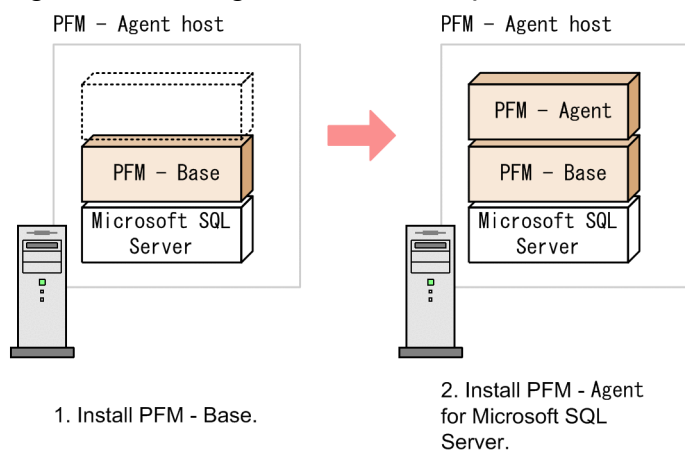 PFM - Agent host
PFM - Base
Microsoft SQL
Server
1. Install PFM - Base.
PFM - Agent host
PFM - Agent
PFM - Base
Microsoft SQL
Server
2. Install PFM - Agent
for Microsoft SQL
Server.